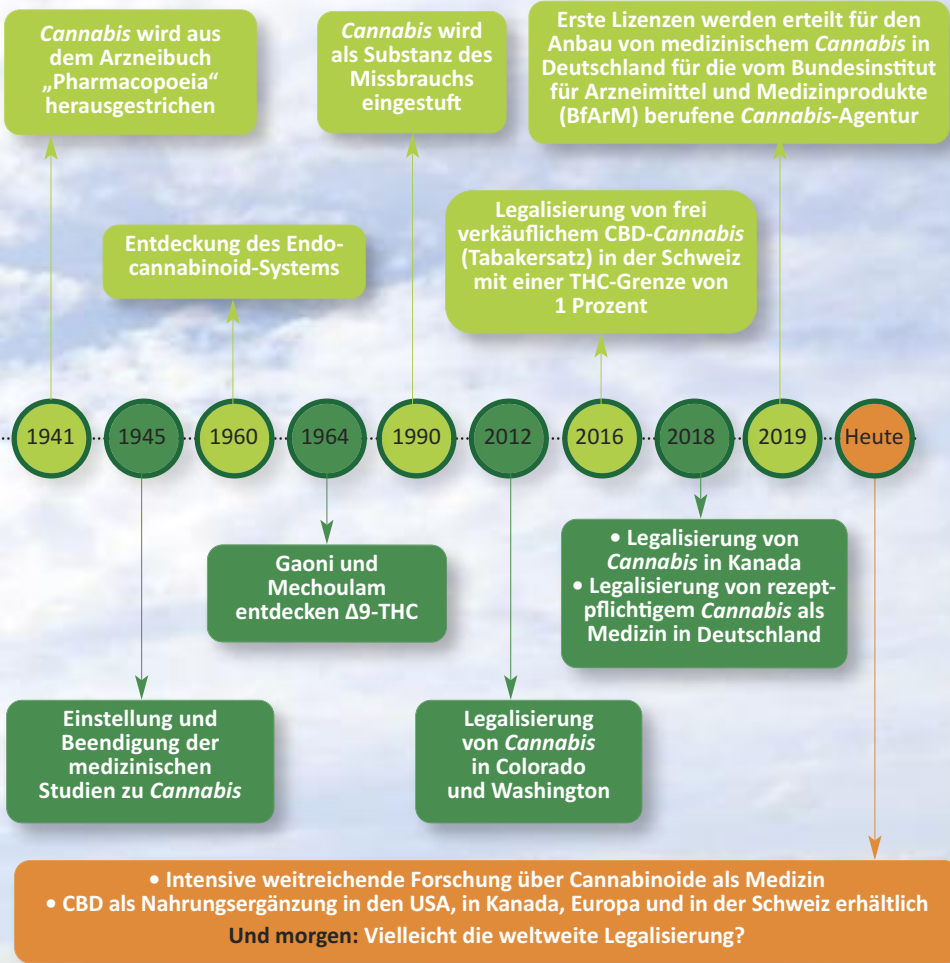 Cannabis wird aus
dem Arzneibuch
„Pharmacopoeia“
herausgestrichen
Cannabis wird
als Substanz des
Missbrauchs
eingestuft
Erste Lizenzen werden erteilt für den
Anbau von medizinischem Cannabis in
Deutschland für die vom Bundesinstitut
für Arzneimittel und Medizinprodukte
(BfArM) berufene Cannabis-Agentur
Entdeckung des Endo-
cannabinoid-Systems
Legalisierung von frei
verkäuflichem CBD-Cannabis
(Tabakersatz) in der Schweiz
mit einer THC-Grenze von
1 Prozent
1941 1945 1960 1964 1990 2012 2016 2018 2019 Heute
Gaoni und
Mechoulam
entdecken Δ9-THC
• Legalisierung von
Cannabis in Kanada
• Legalisierung von rezept-
pflichtigem Cannabis als
Medizin in Deutschland
Einstellung und
Beendigung der
medizinischen
Studien zu Cannabis
Legalisierung
von Cannabis
in Colorado
und Washington
• Intensive weitreichende Forschung über Cannabinoide als Medizin
• CBD als Nahrungsergänzung in den USA, in Kanada, Europa und in der Schweiz erhältlich
Und morgen: Vielleicht die weltweite Legalisierung?